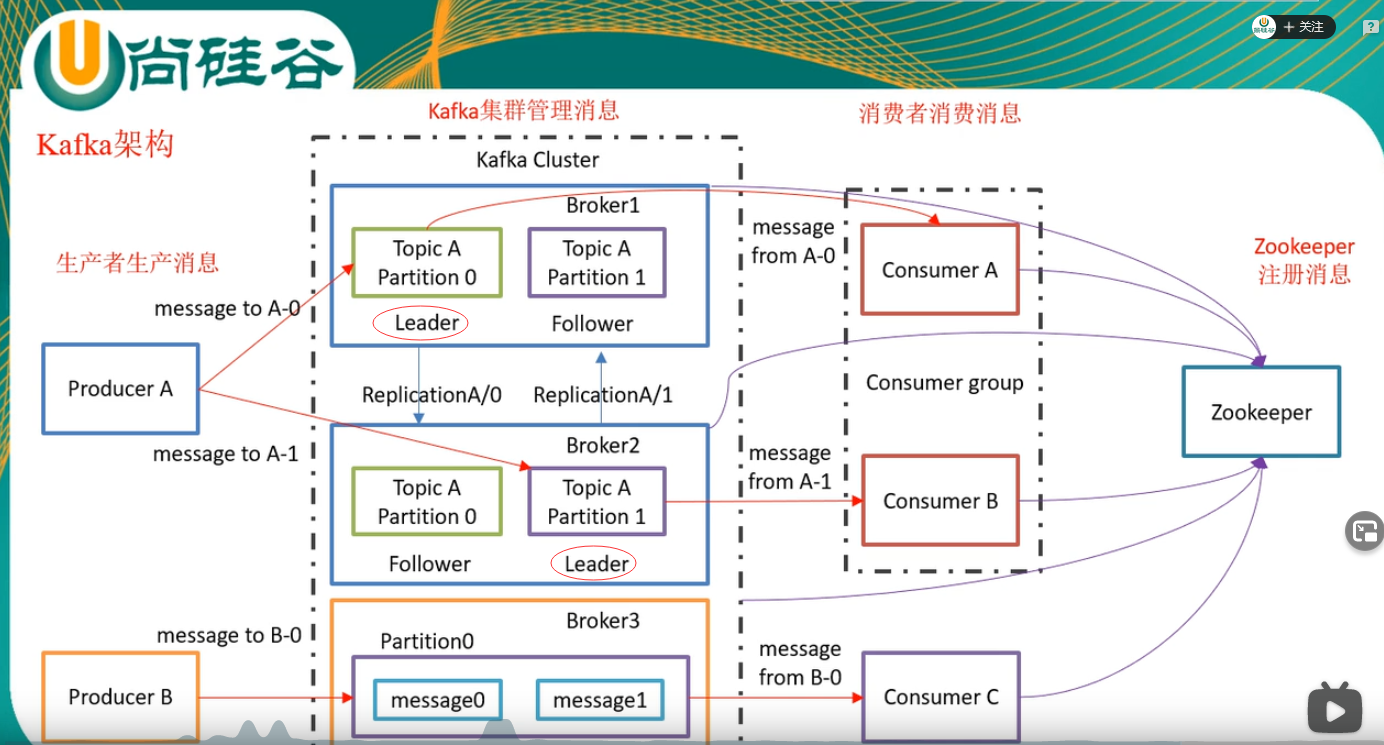 尚硅谷
+ 关注
?
Kafka架构
Kafka集群管理消息
消费者消费消息
Kafka Cluster
Broker1
Topic A
Partition 0
Topic A
Partition 1
Leader
Follower
生产者生产消息
message to A-0
Producer A
message to A-1
ReplicationA/0
ReplicationA/1
Broker2
Topic A
Partition 0
Topic A
Partition 1
Follower
Leader
message to B-0
Producer B
Broker3
Partition0
message0
message1
message
from A-0
Consumer A
Consumer group
message
from A-1
Consumer B
message
from B-0
Consumer C
Zookeeper
注册消息
Zookeeper